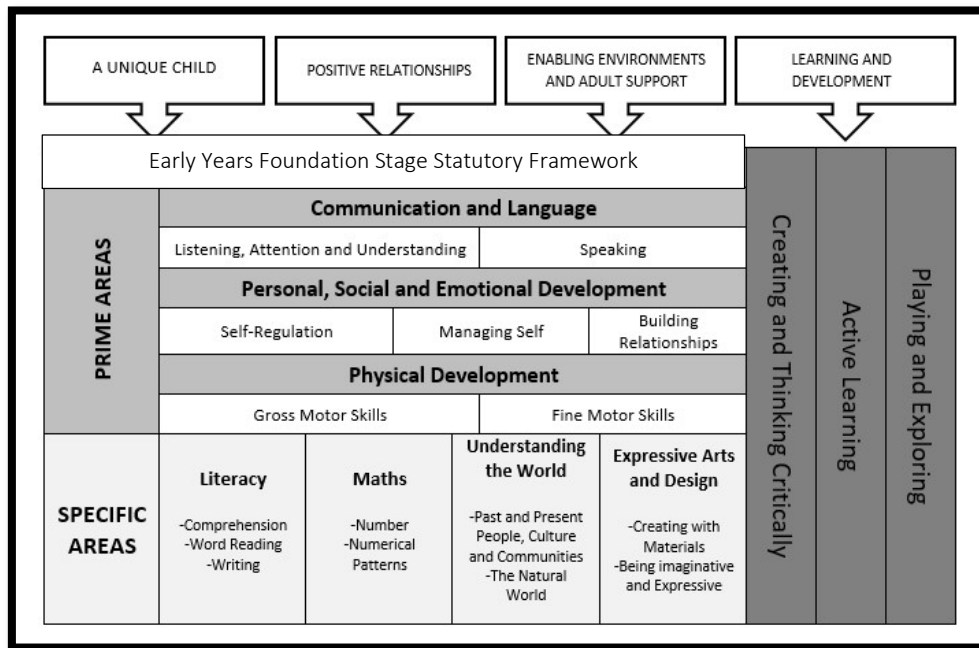 A UNIQUE CHILD
POSITIVE RELATIONSHIPS
ENABLING ENVIRONMENTS
AND ADULT SUPPORT
LEARNING AND
DEVELOPMENT
Early Years Foundation Stage Statutory Framework
PRIME AREAS
Communication and Language
Listening, Attention and Understanding
Speaking
Personal, Social and Emotional Development
Self-Regulation
Managing Self
Building
Relationships
Physical Development
Gross Motor Skills
Fine Motor Skills
SPECIFIC
AREAS
Literacy
-Comprehension
-Word Reading
-Writing
Maths
-Number
-Numerical
Patterns
Understanding
the World
-Past and Present
People, Culture
and Communities
-The Natural
World
Expressive Arts
and Design
-Creating with
Materials
-Being imaginative
and Expressive
Creating and Thinking Critically
Active Learning
Playing and Exploring